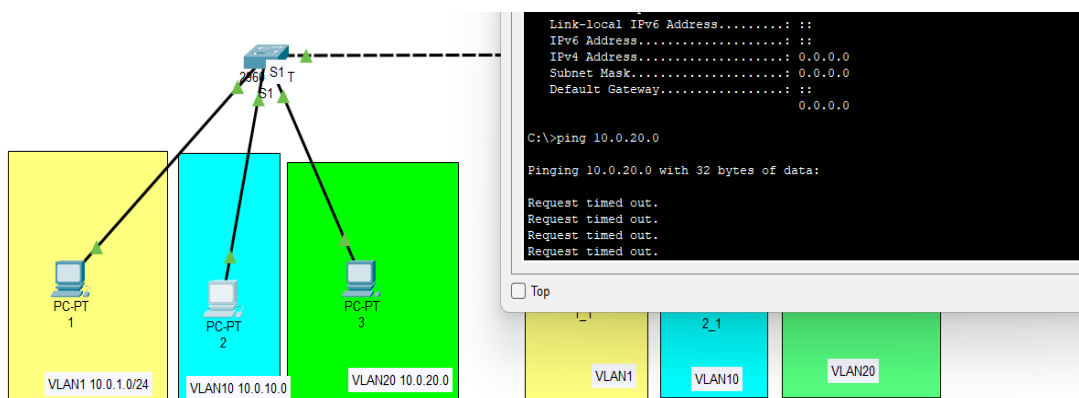 Link-local IPv6 Address.........: ::
IPv6 Address....................: ::
IPv4 Address....................: 0.0.0.0
Subnet Mask.....................: 0.0.0.0
Default Gateway.................: ::
0.0.0.0
C:\>ping 10.0.20.0
Pinging 10.0.20.0 with 32 bytes of data:
Request timed out.
Request timed out.
Request timed out.
Request timed out.
Top
2960 S1 T
S1
PC-PT
1
PC-PT
2
PC-PT
3
VLAN1 10.0.1.0/24
VLAN10 10.0.10.0
VLAN20 10.0.20.0
2_1
VLAN1
VLAN10
VLAN20